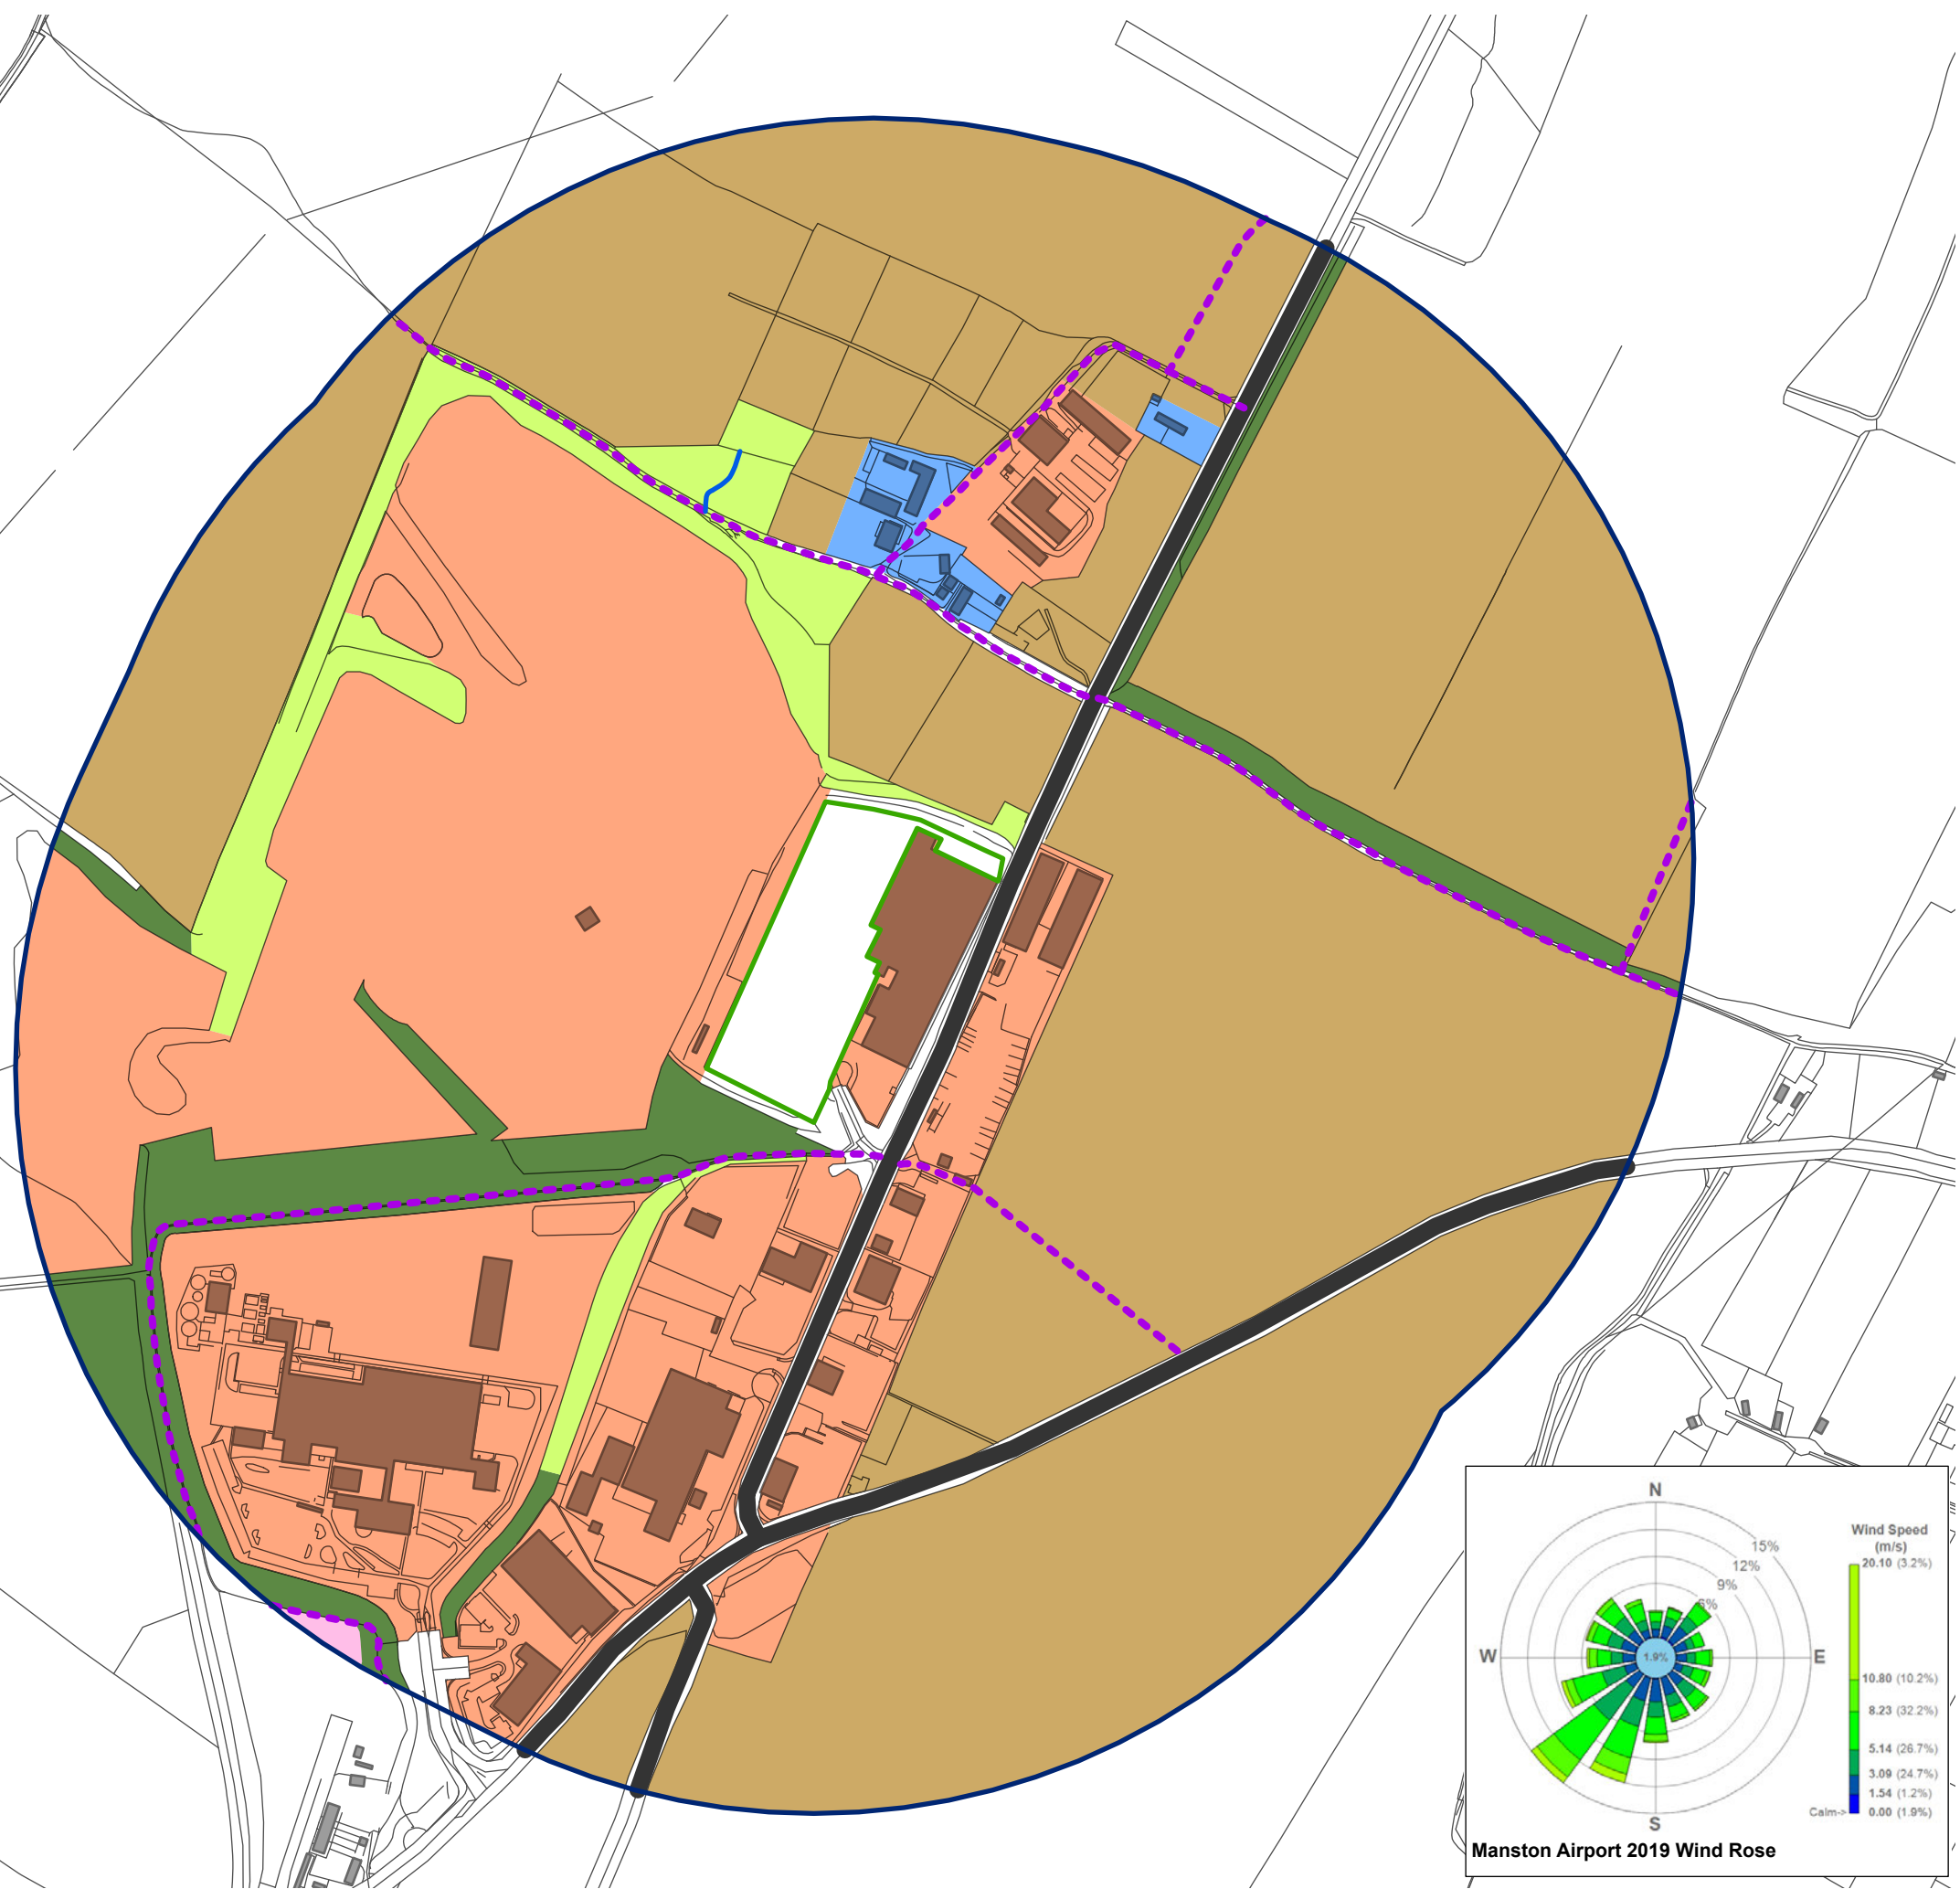 N
Wind Speed
(m/s)
15%
20.10 (3.2%)
12%
9%
6%
W
1.9%
E
10.80 (10.2%)
8.23 (32.2%)
5.14 (26.7%)
3.09 (24.7%)
1.54 (1.2%)
Calm-> 0.00 (1.9%)
S
Manston Airport 2019 Wind Rose